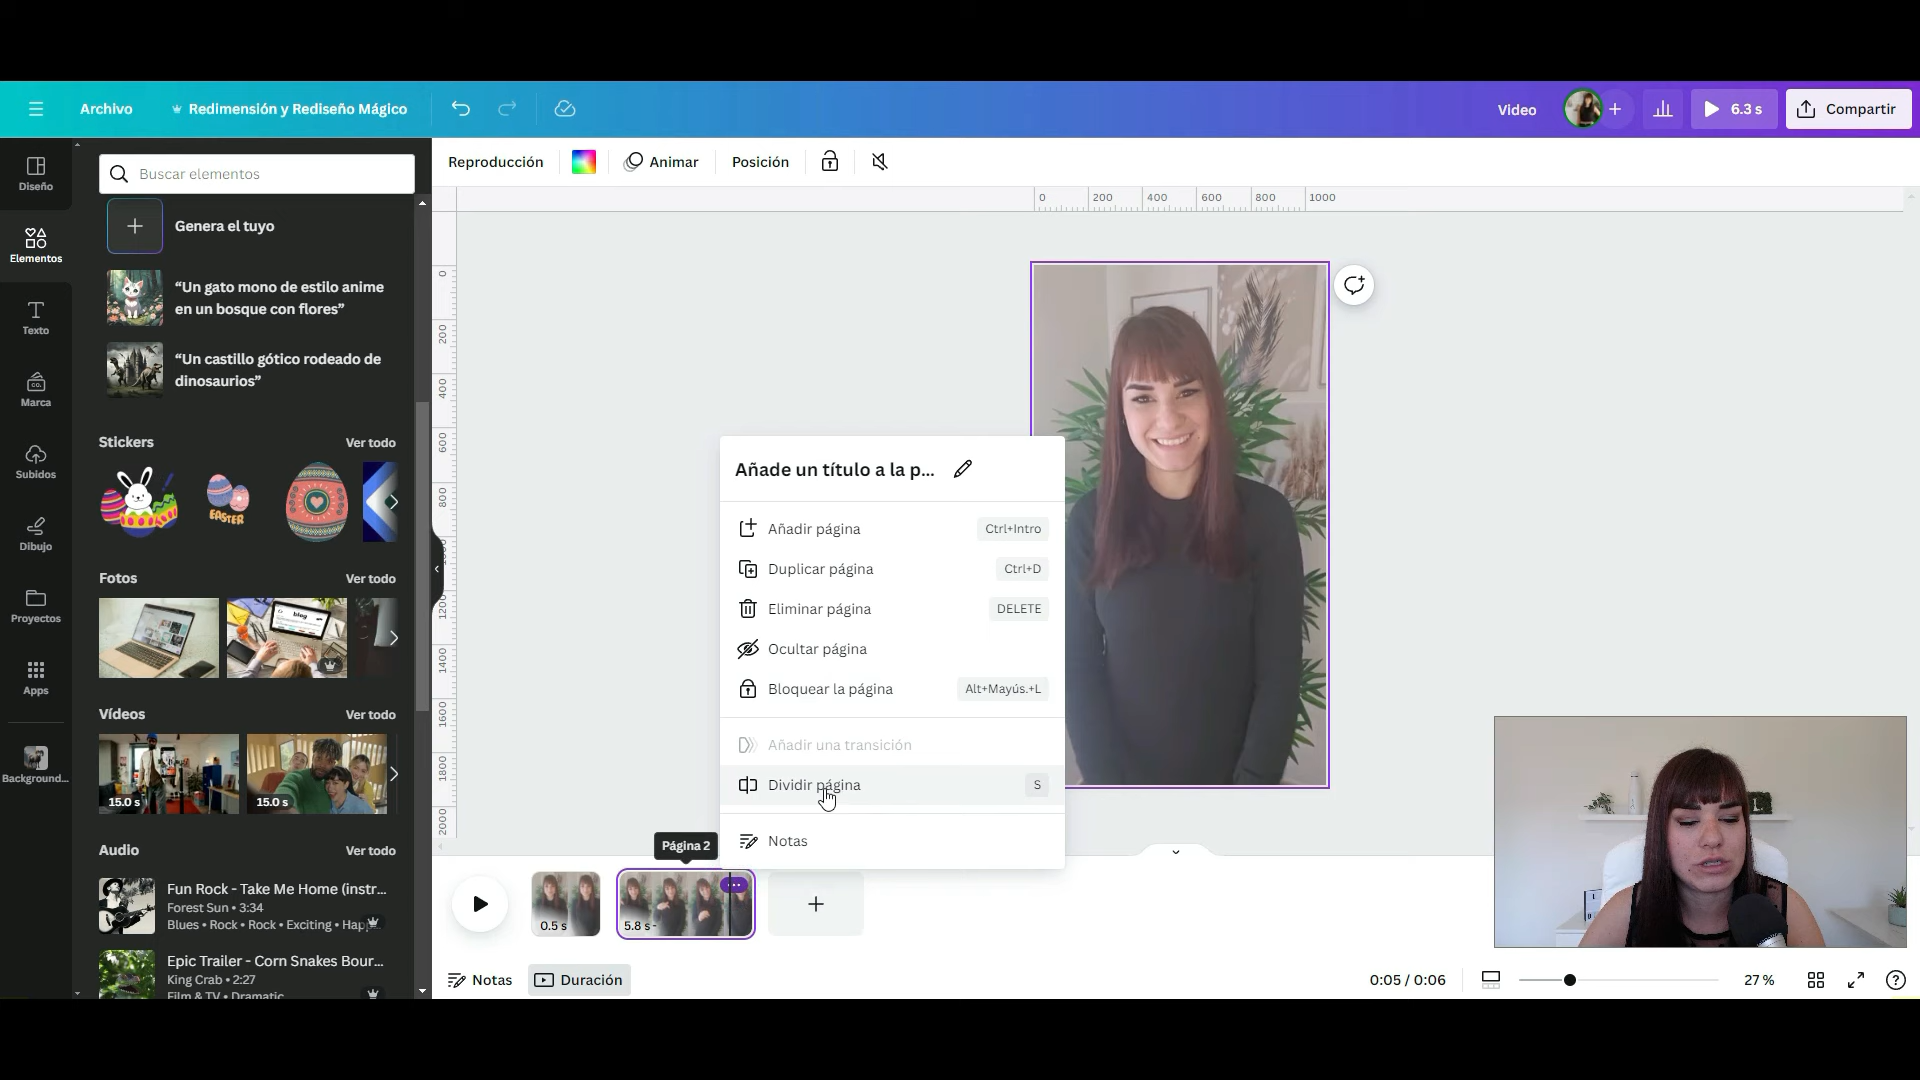 Archivo
Redimensión y Rediseño Mágico
Video
6.3 s
Compartir
Diseño
Elementos
Texto
Marca
Subidos
Dibujo
Proyectos
Apps
Background...
Buscar elementos
Genera el tuyo
“Un gato mono de estilo anime
en un bosque con flores”
“Un castillo gótico rodeado de
dinosaurios”
Stickers
Ver todo
EASTER
Fotos
Ver todo
blog
Vídeos
Ver todo
15.0 s
15.0 s
Audio
Ver todo
Fun Rock - Take Me Home (instr...
Forest Sun • 3:34
Blues • Rock • Rock • Exciting • Hap
Epic Trailer - Corn Snakes Bour...
King Crab • 2:27
Film & TV • Dramatic
Reproducción
Animar
Posición
0 200 400 600 800 1000
0
200
400
600
800
1200
1400
1600
1800
2000
Añade un título a la p...
Añadir página
Ctrl+Intro
Duplicar página
Ctrl+D
Eliminar página
DELETE
Ocultar página
Bloquear la página
Alt+Mayús.+L
Añadir una transición
Dividir página
S
Notas
Página 2
0.5 s
5.8 s-
Notas
Duración
0:05 / 0:06
27 %